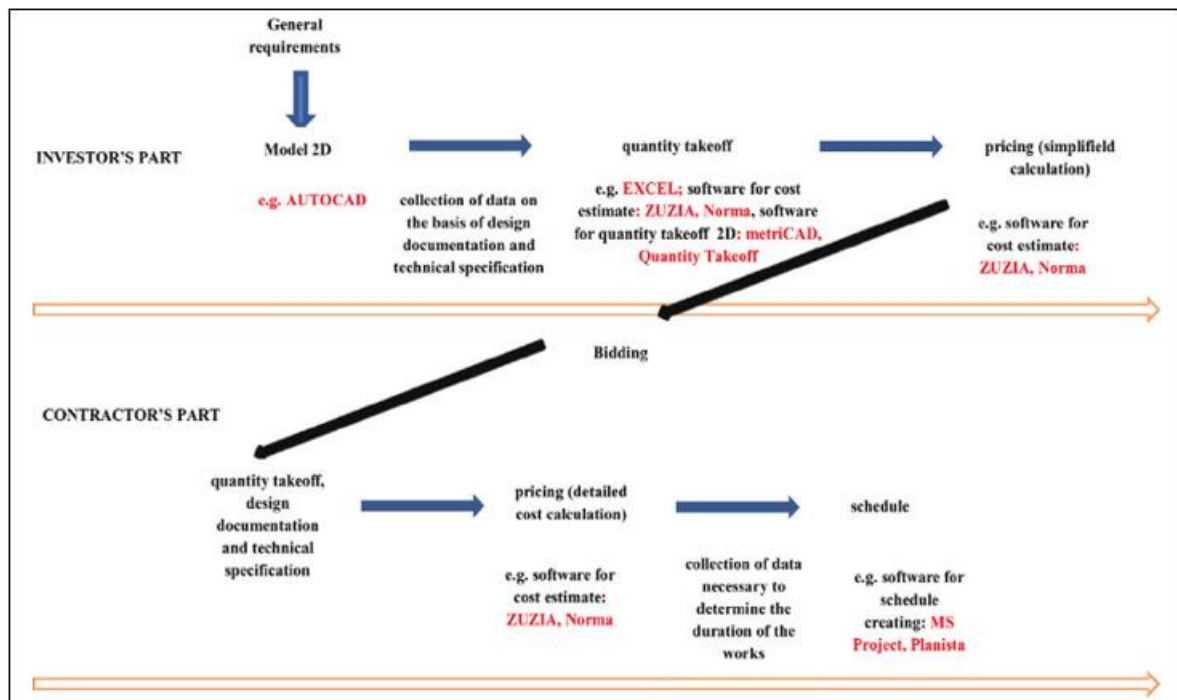 General
requirements
INVESTOR'S PART
Model 2D
e.g. AUTOCAD
collection of data on
the basis of design
documentation and
technical specification
quantity takeoff
e.g. EXCEL; software for cost
estimate: ZUZIA, Norma, software
for quantity takeoff 2D: metriCAD,
Quantity Takeoff
pricing (simplifield
calculation)
e.g. software for
cost estimate:
ZUZIA, Norma
Bidding
CONTRACTOR'S PART
quantity takeoff,
design
documentation
and technical
specification
pricing (detailed
cost calculation)
e.g. software for
cost estimate:
ZUZIA, Norma
collection of data
necessary to
determine the
duration of the
works
schedule
e.g. software for
schedule
creating: MS
Project, Planista